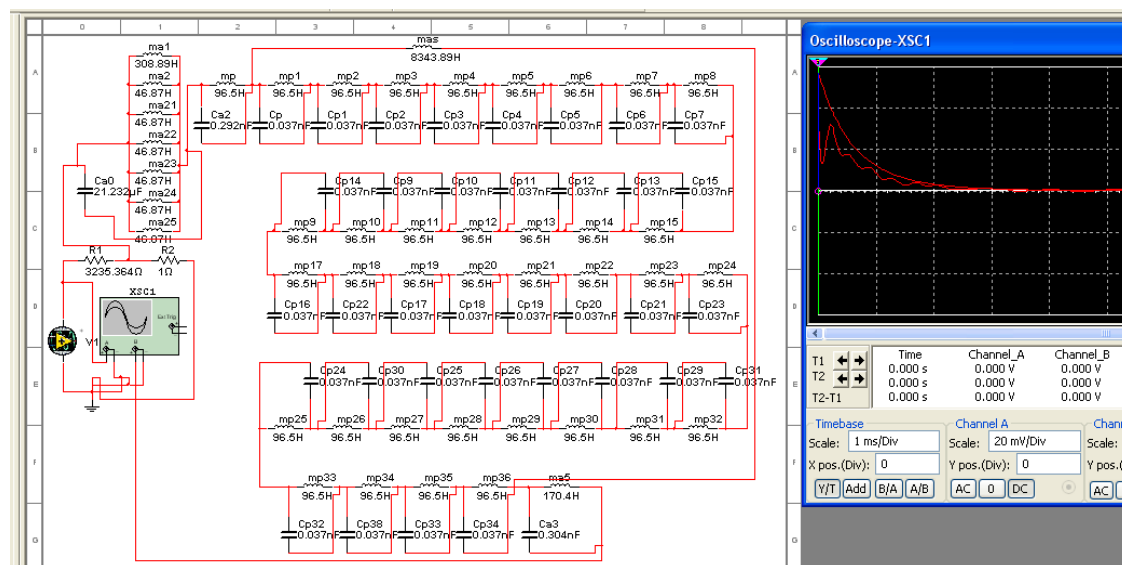 0 1 2 3 4 5 6 7 8
A
B
C
D
E
F
G
A
B
C
D
E
F
G
ma1
308.89H
ma2
46.87H
ma21
46.87H
ma22
46.87H
ma23
46.87H
ma24
46.87H
ma25
46.87H
Ca0
21.232uF
R1
3235.364Ω
R2
1Ω
XSC1
Ext Trig
A B
V1
mas
8343.89H
mp mp1 mp2 mp3 mp4 mp5 mp6 mp7 mp8
96.5H 96.5H 96.5H 96.5H 96.5H 96.5H 96.5H 96.5H 96.5H
Ca2 Cp Cp1 Cp2 Cp3 Cp4 Cp5 Cp6 Cp7
0.292nF 0.037nF 0.037nF 0.037nF 0.037nF 0.037nF 0.037nF 0.037nF 0.037nF
Cp14 Cp9 Cp10 Cp11 Cp12 Cp13 Cp15
0.037nF 0.037nF 0.037nF 0.037nF 0.037nF 0.037nF 0.037nF
mp9 mp10 mp11 mp12 mp13 mp14 mp15
96.5H 96.5H 96.5H 96.5H 96.5H 96.5H 96.5H
mp17 mp18 mp19 mp20 mp21 mp22 mp23 mp24
96.5H 96.5H 96.5H 96.5H 96.5H 96.5H 96.5H 96.5H
Cp16 Cp22 Cp17 Cp18 Cp19 Cp20 Cp21 Cp23
0.037nF 0.037nF 0.037nF 0.037nF 0.037nF 0.037nF 0.037nF 0.037nF
Cp24 Cp30 Cp25 Cp26 Cp27 Cp28 Cp29 Cp31
0.037nF 0.037nF 0.037nF 0.037nF 0.037nF 0.037nF 0.037nF 0.037nF
mp25 mp26 mp27 mp28 mp29 mp30 mp31 mp32
96.5H 96.5H 96.5H 96.5H 96.5H 96.5H 96.5H 96.5H
mp33 mp34 mp35 mp36 ma5
96.5H 96.5H 96.5H 96.5H 170.4H
Cp32 Cp38 Cp33 Cp34 Ca3
0.037nF 0.037nF 0.037nF 0.037nF 0.304nF
Oscilloscope-XSC1
Time Channel_A Channel_B
T1 0.000 s 0.000 V 0.000 V
T2 0.000 s 0.000 V 0.000 V
T2-T1 0.000 s 0.000 V 0.000 V
Timebase
Scale: 1 ms/Div
X pos.(Div): 0
Y/T Add B/A A/B
Channel A
Scale: 20 mV/Div
Y pos.(Div): 0
AC 0 DC
Chann
Scale:
Y pos.(
AC